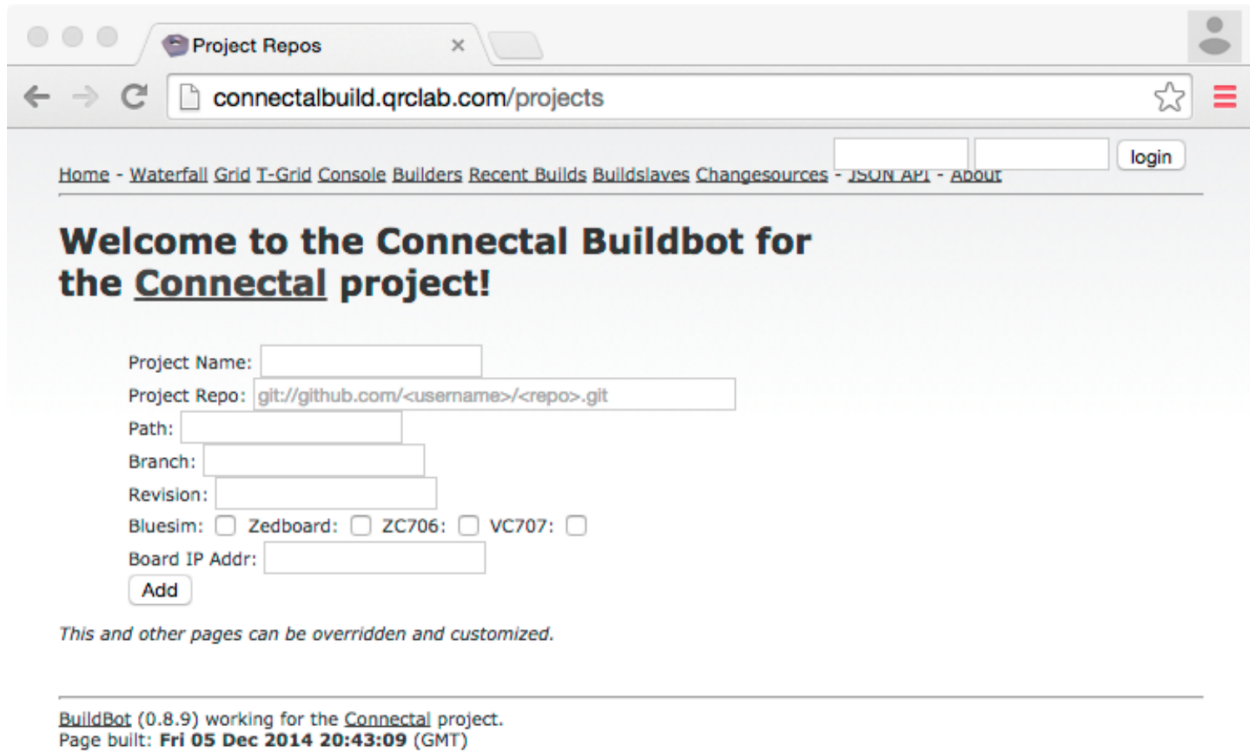 Project Repos
connectalbuild.qrclab.com/projects
login
Home - Waterfall Grid T-Grid Console Builders Recent Builds Buildslaves Changesources - JSON API - About
Welcome to the Connectal Buildbot for
the Connectal project!
Project Name:
Project Repo: git://github.com/<username>/<repo>.git
Path:
Branch:
Revision:
Bluesim: Zedboard: ZC706: VC707:
Board IP Addr:
Add
This and other pages can be overridden and customized.
BuildBot (0.8.9) working for the Connectal project.
Page built: Fri 05 Dec 2014 20:43:09 (GMT)